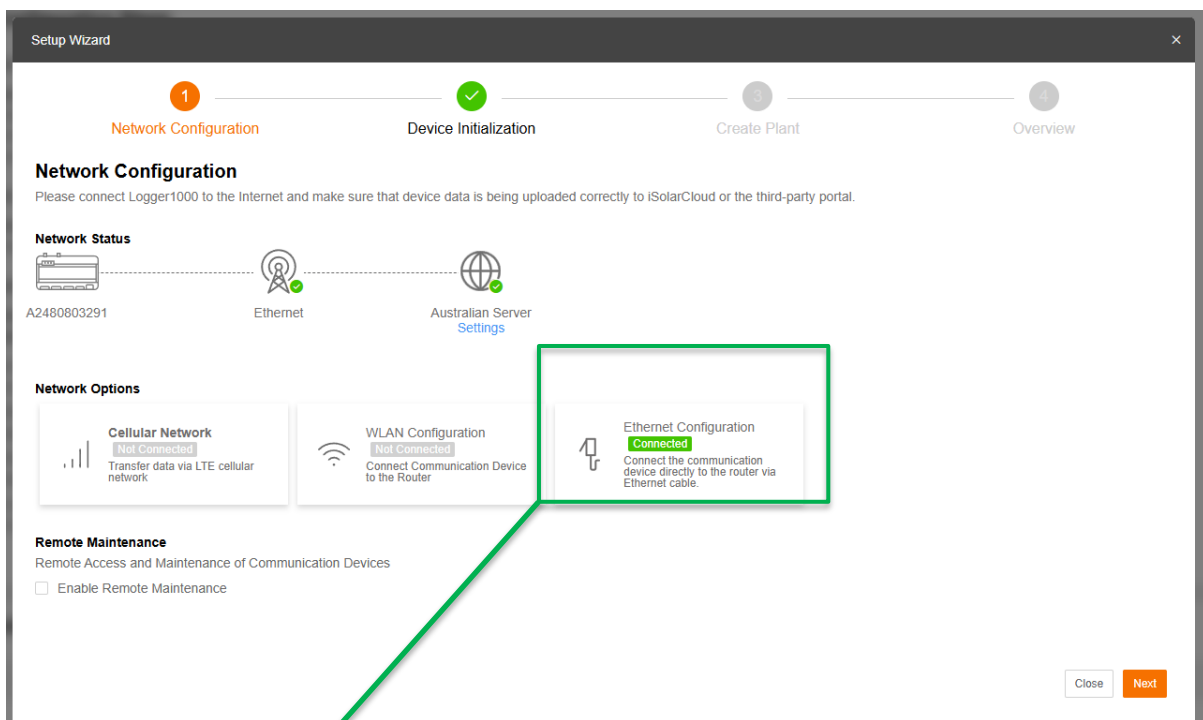 Setup Wizard
1
3
4
Network Configuration
Device Initialization
Create Plant
Overview
Network Configuration
Please connect Logger1000 to the Internet and make sure that device data is being uploaded correctly to iSolarCloud or the third-party portal.
Network Status
A2480803291
Ethernet
Australian Server
Settings
Network Options
Cellular Network
Not Connected
Transfer data via LTE cellular
network
WLAN Configuration
Not Connected
Connect Communication Device
to the Router
Ethernet Configuration
Connected
Connect the communication
device directly to the router via
Ethernet cable.
Remote Maintenance
Remote Access and Maintenance of Communication Devices
Enable Remote Maintenance
Close
Next